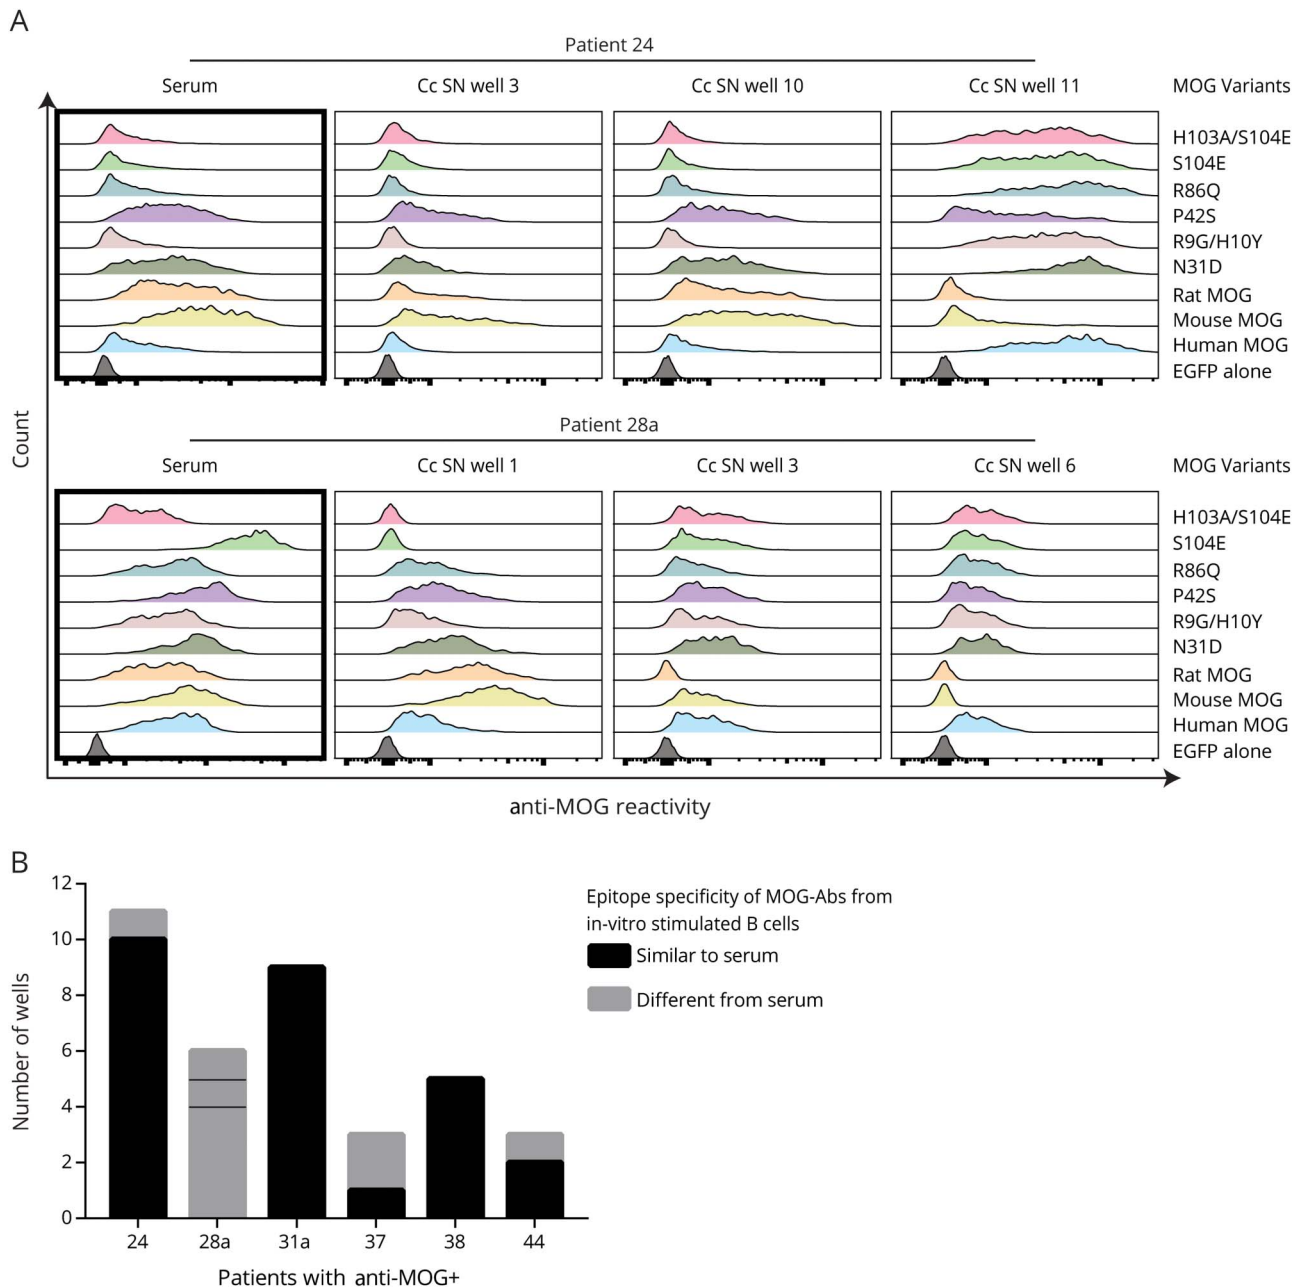 A
Patient 24
Serum Cc SN well 3 Cc SN well 10 Cc SN well 11 MOG Variants
H103A/S104E
S104E
R86Q
P42S
R9G/H10Y
N31D
Rat MOG
Mouse MOG
Human MOG
EGFP alone
Count
Patient 28a
Serum Cc SN well 1 Cc SN well 3 Cc SN well 6 MOG Variants
H103A/S104E
S104E
R86Q
P42S
R9G/H10Y
N31D
Rat MOG
Mouse MOG
Human MOG
EGFP alone
anti-MOG reactivity
B
Number of wells
12
10
8
6
4
2
0
24 28a 31a 37 38 44
Patients with anti-MOG+
Epitope specificity of MOG-Abs from
in-vitro stimulated B cells
Similar to serum
Different from serum